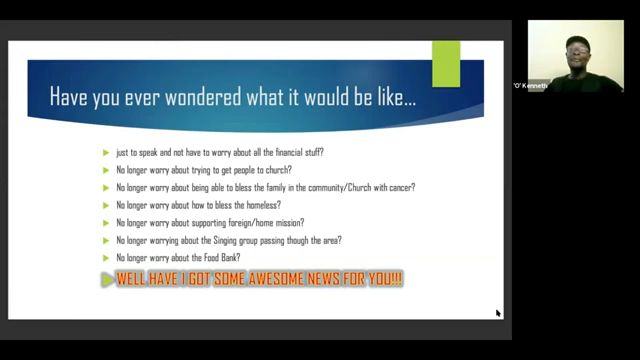 Have you ever wondered what it would be like...
just to speak and not have to worry about all the financial stuff?
No longer worry about trying to get people to church?
No longer worry about being able to bless the family in the community/Church with cancer?
No longer worry about how to bless the homeless?
No longer worry about supporting foreign/home mission?
No longer worrying about the Singing group passing though the area?
No longer worry about the Food Bank?
WELL HAVE I GOT SOME AWESOME NEWS FOR YOU!!!
'O' Kenneth